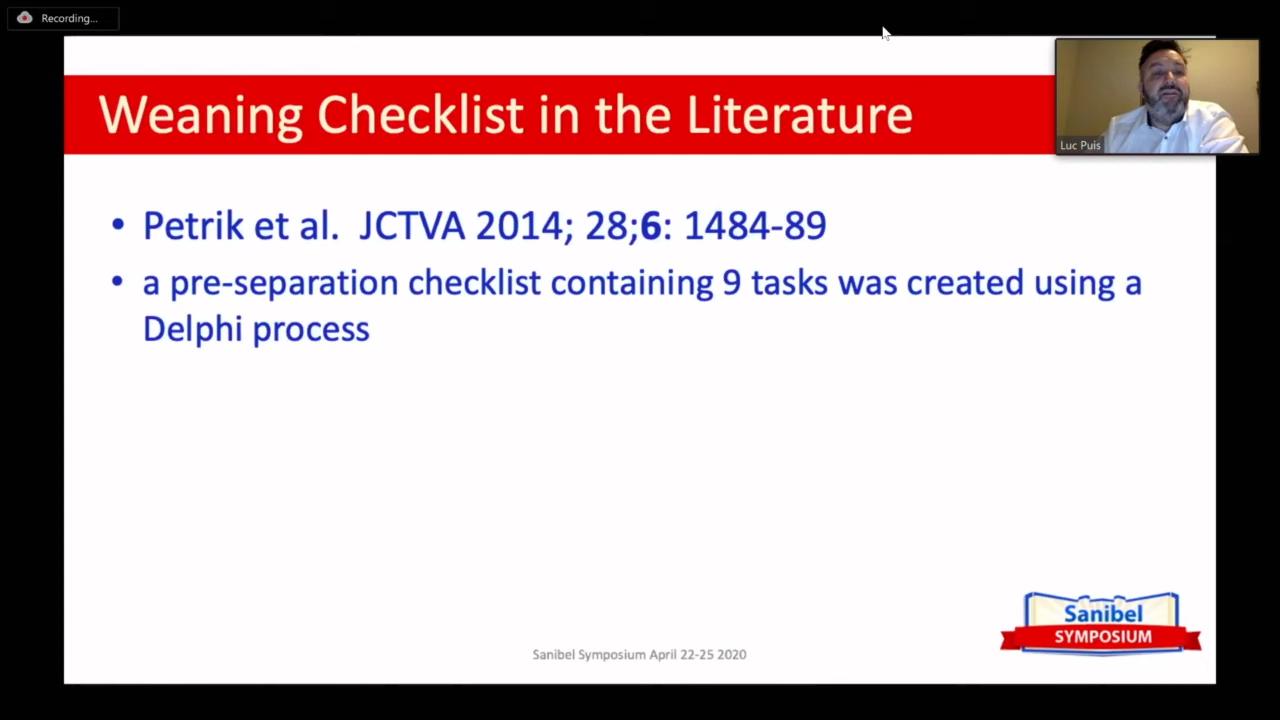 Recording...
Weaning Checklist in the Literature
Luc Puis
• Petrik et al. JCTVA 2014; 28;6: 1484-89
• a pre-separation checklist containing 9 tasks was created using a
Delphi process
Sanibel
SYMPOSIUM
Sanibel Symposium April 22-25 2020